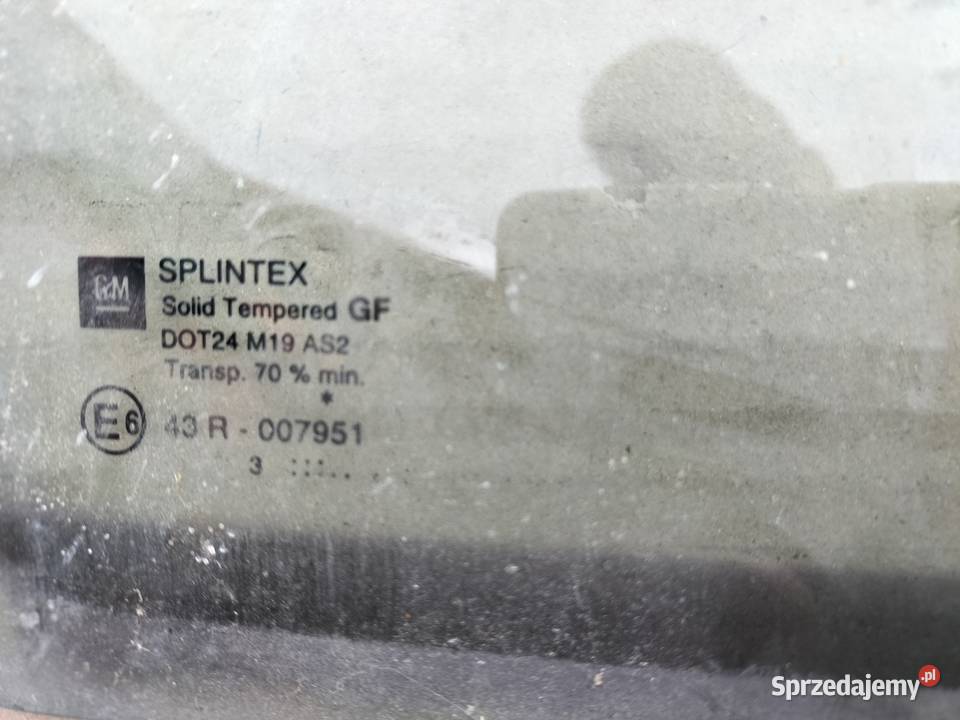 GM
SPLINTEX
Solid Tempered GF
DOT24 M19 AS2
Transp. 70 % min.
*
E6 43 R - 007951
3 :::..
Sprzedajemy.pl